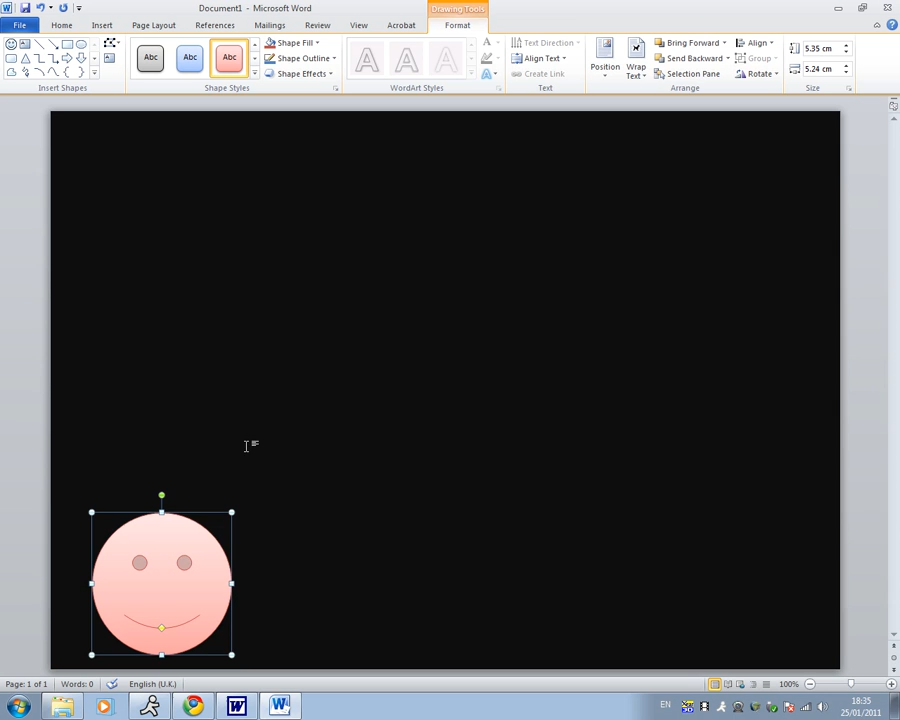 Document1 - Microsoft Word
Drawing Tools
File Home Insert Page Layout References Mailings Review View Acrobat Format
Abc Abc Abc
Shape Fill
Shape Outline
Shape Effects
A A A
A
A
A
Text Direction
Align Text
Create Link
Position
Wrap Text
Bring Forward
Send Backward
Selection Pane
Align
Group
Rotate
5.35 cm
5.24 cm
Insert Shapes Shape Styles WordArt Styles Text Arrange Size
Page: 1 of 1 Words: 0 English (U.K.) 100%
EN
18:35
25/01/2011